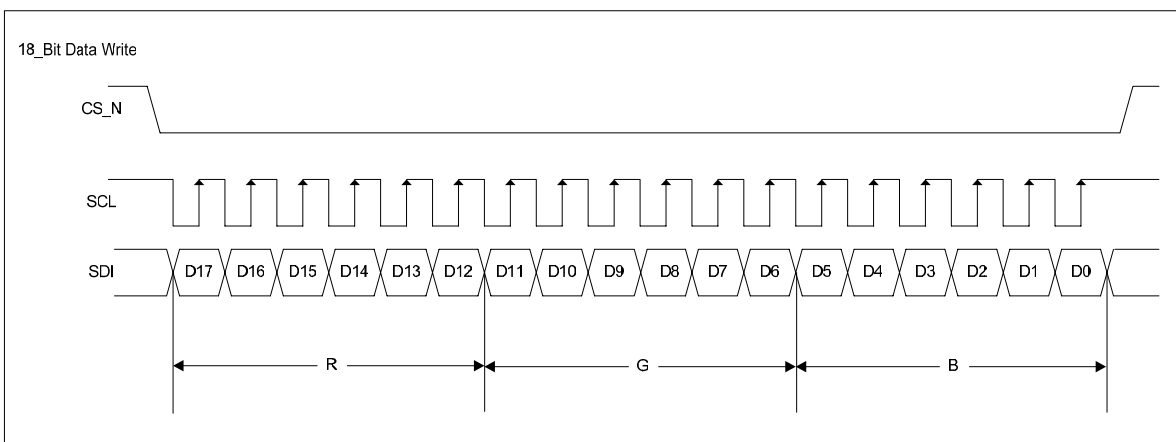 18_Bit Data Write
CS_N
SCL
SDI D17 D16 D15 D14 D13 D12 D11 D10 D9 D8 D7 D6 D5 D4 D3 D2 D1 D0
R G B